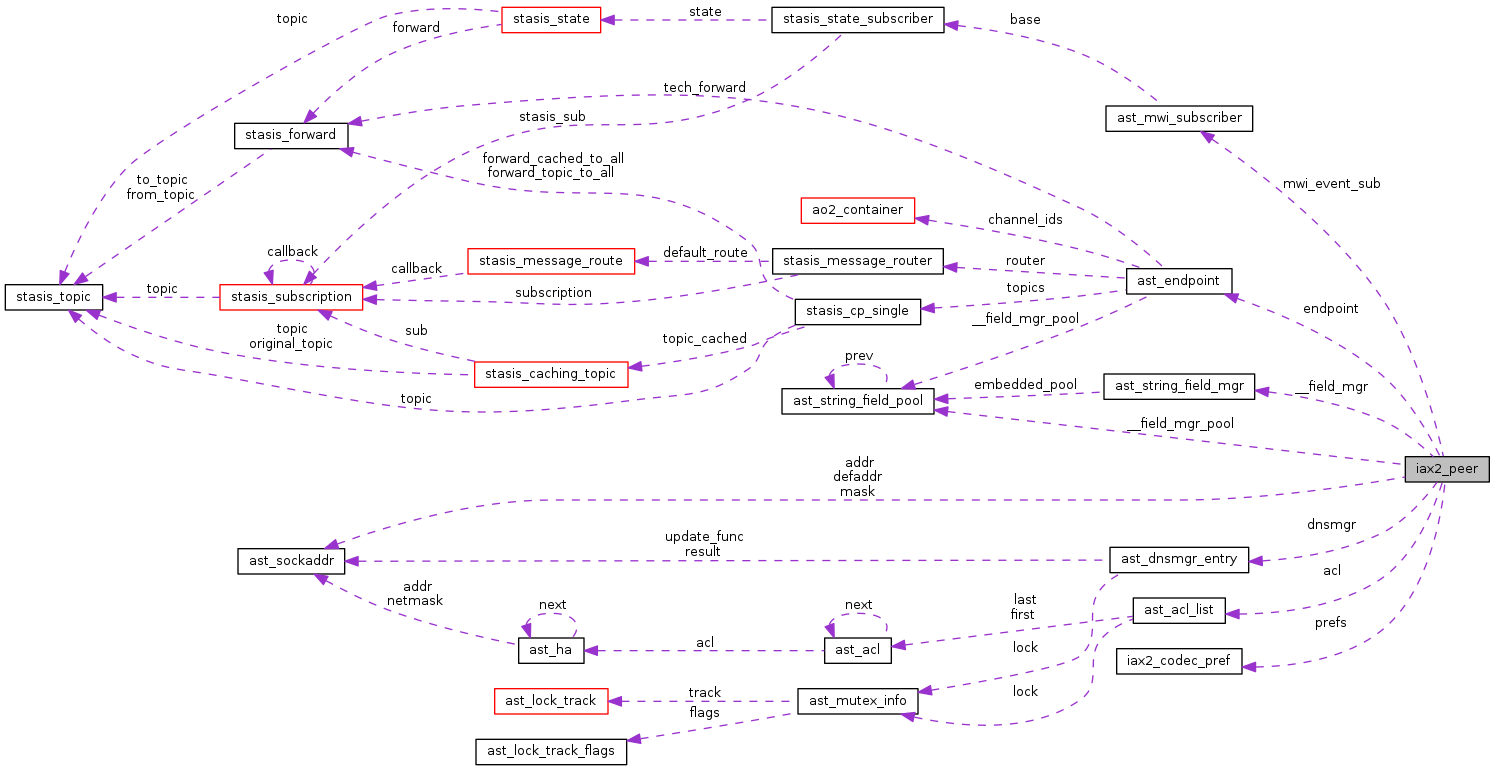 topic
stasis_state
state
stasis_state_subscriber
base
forward
tech_forward
stasis_sub
ast_mwi_subscriber
stasis_forward
forward_cached_to_all
forward_topic_to_all
to_topic
from_topic
mwi_event_sub
ao2_container
channel_ids
callback
stasis_message_route
default_route
stasis_message_router
router
callback
ast_endpoint
stasis_topic
topic
stasis_subscription
subscription
topics
stasis_cp_single
endpoint
__field_mgr_pool
topic
original_topic
sub
topic_cached
prev
stasis_caching_topic
embedded_pool
ast_string_field_mgr
__field_mgr
topic
ast_string_field_pool
__field_mgr_pool
iax2_peer
addr
defaddr
mask
dnsmgr
update_func
result
ast_sockaddr
ast_dnsmgr_entry
acl
addr
netmask
next
next
last
first
ast_acl_list
prefs
ast_ha
acl
ast_acl
lock
iax2_codec_pref
ast_lock_track
track
ast_mutex_info
lock
flags
ast_lock_track_flags